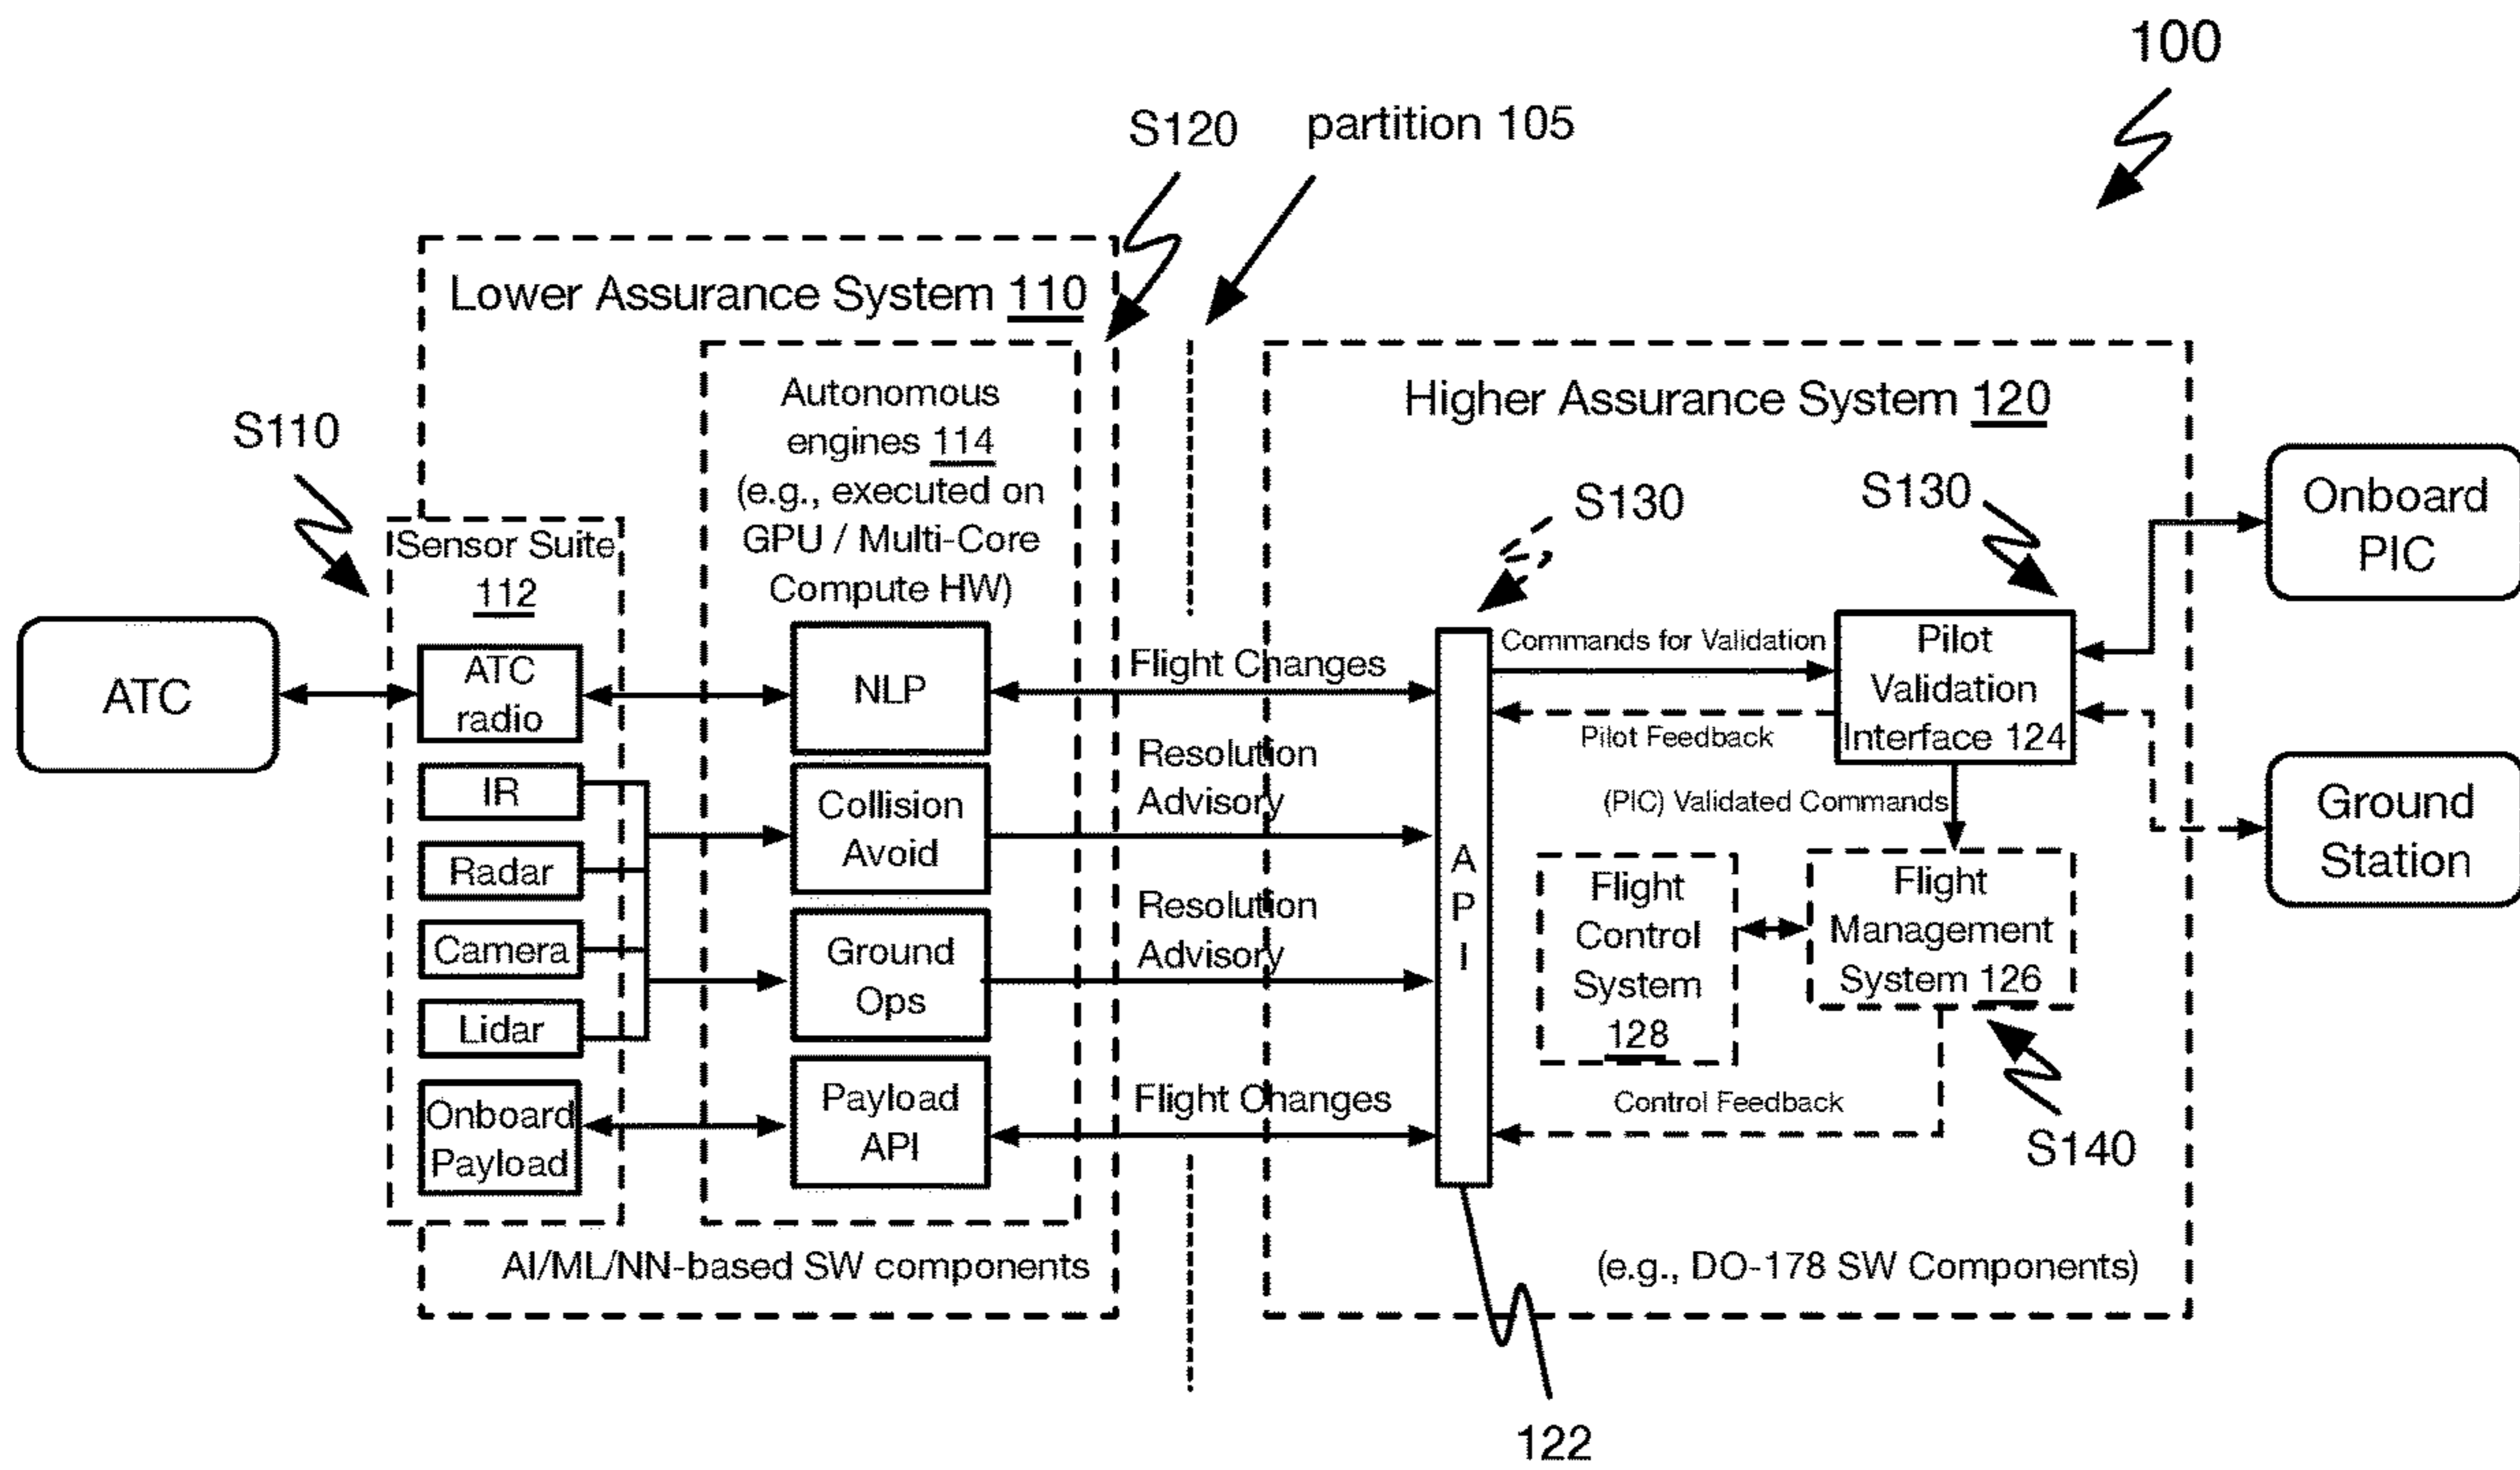 100
S120
partition 105
Lower Assurance System 110
S110
Autonomous
engines 114
(e.g., executed on
GPU / Multi-Core
Compute HW)
Sensor Suite
112
ATC
ATC
radio
IR
Radar
Camera
Lidar
Onboard
Payload
NLP
Collision
Avoid
Ground
Ops
Payload
API
AI/ML/NN-based SW components
Flight Changes
Resolution
Advisory
Resolution
Advisory
Flight Changes
Higher Assurance System 120
S130
S130
API
Commands for Validation
Pilot Feedback
Pilot
Validation
Interface 124
(PIC) Validated Commands
Flight
Control
System
128
Flight
Management
System 126
Control Feedback
S140
(e.g., DO-178 SW Components)
122
Onboard
PIC
Ground
Station